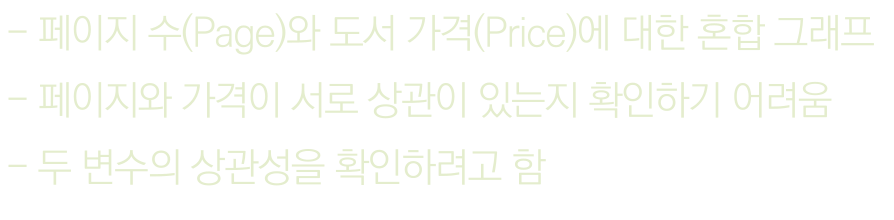 - 페이지 수(Page)와 도서 가격(Price)에 대한 혼합 그래프
- 페이지와 가격이 서로 상관이 있는지 확인하기 어려움
- 두 변수의 상관성을 확인하려고 함